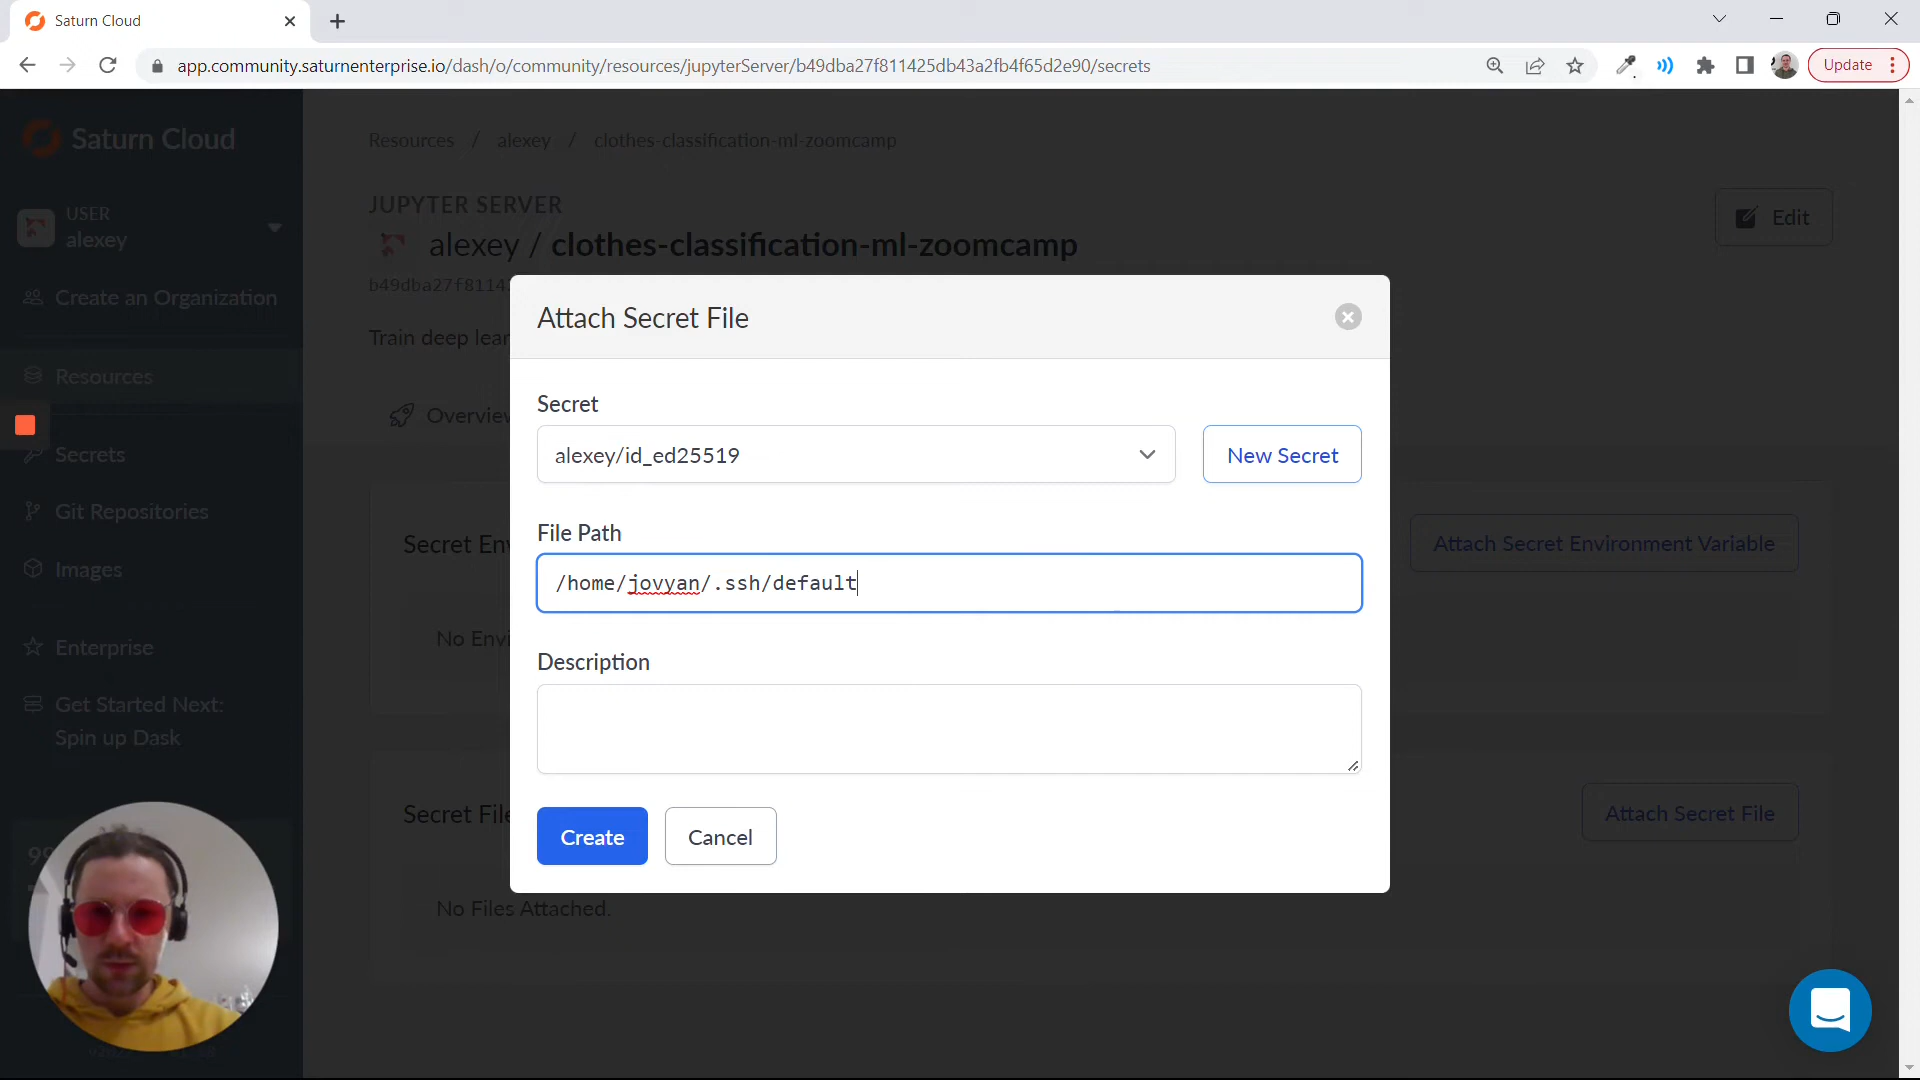 Saturn Cloud
app.community.saturnenterprise.io/dash/o/community/resources/jupyterServer/b49dba27f811425db43a2fb4f65d2e90/secrets
Update
Saturn Cloud
USER
alexey
Create an Organization
Resources
Secrets
Git Repositories
Images
Enterprise
Get Started Next:
Spin up Dask
Resources / alexey / clothes-classification-ml-zoomcamp
JUPYTER SERVER
alexey / clothes-classification-ml-zoomcamp
Edit
b49dba27f8114
Train deep lear
Overview
Secret En
Attach Secret Environment Variable
No Envi
Secret File
Attach Secret File
No Files Attached.
Attach Secret File
Secret
alexey/id_ed25519
New Secret
File Path
/home/jovyan/.ssh/default
Description
Create
Cancel